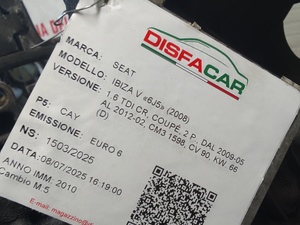 DISFACAR
MARCA: SEAT
MODELLO: IBIZA V «6J5» (2008)
VERSIONE: 1.6 TDI CR, COUPÉ, 2 P., DAL 2009-05
AL 2012-02, CM3 1598, CV 90, KW. 66
(D)
PS: CAY
EMISSIONE: EURO 6
NS: 1503/2025
DATA:08/07/2025 16:19:00
ANNO IMM: 2010
Cambio M.5
E-mail: magazzino@